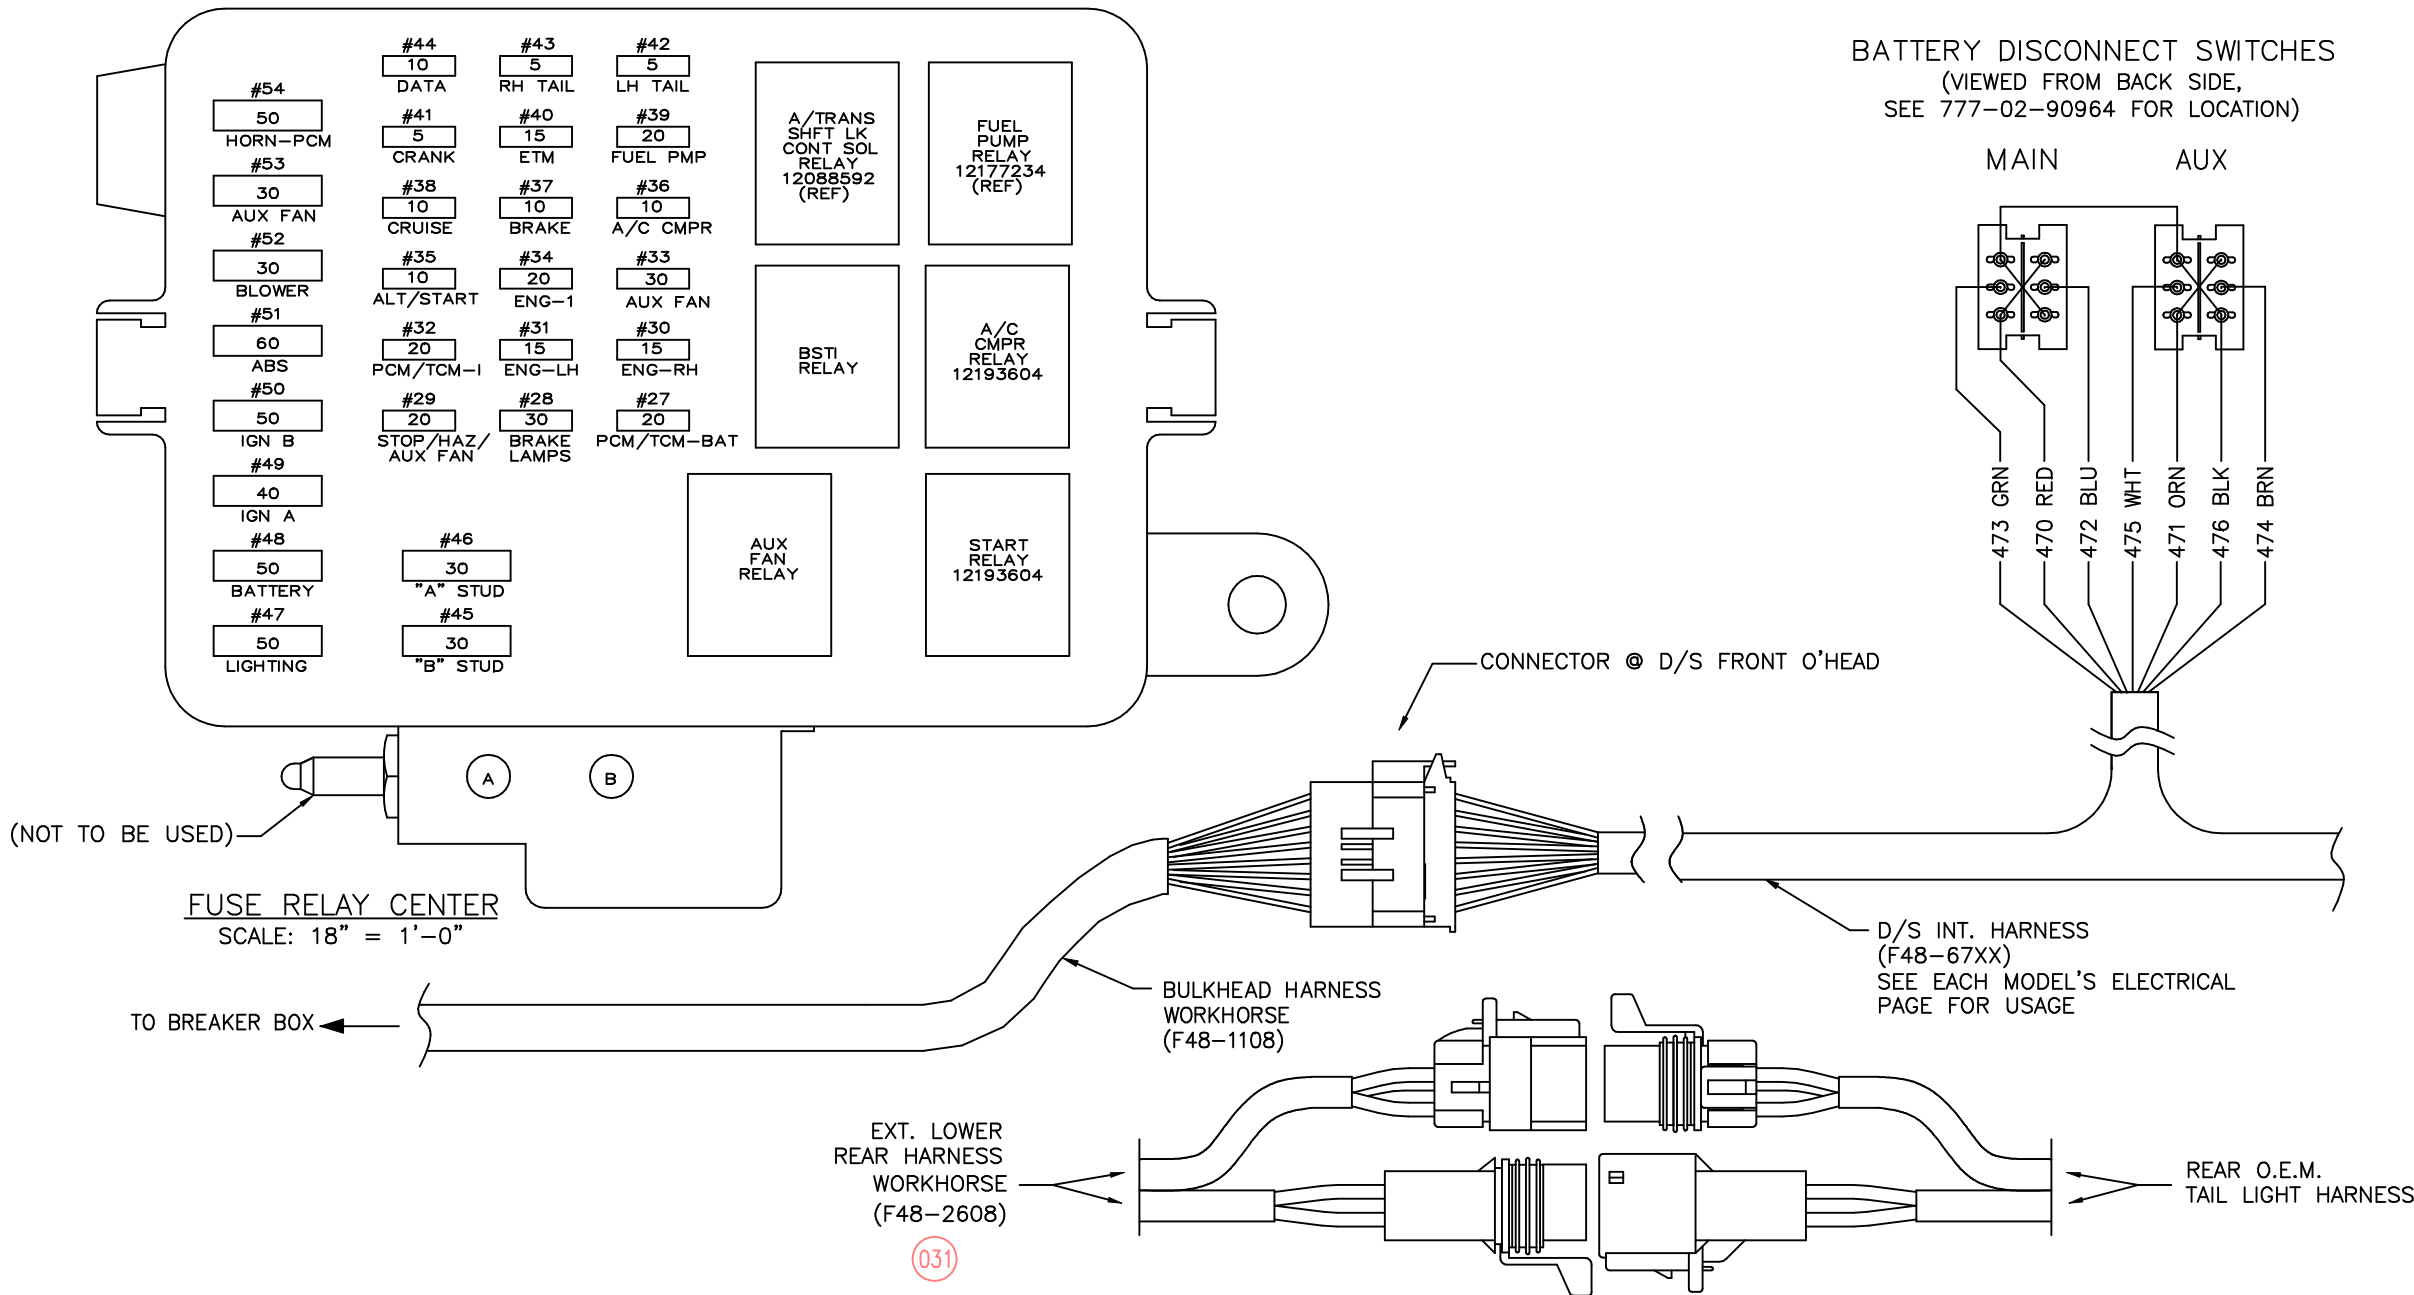 #44
10
DATA
#43
5
RH TAIL
#42
5
LH TAIL
#54
50
HORN-PCM
#41
5
CRANK
#40
15
ETM
#39
20
FUEL PMP
#53
30
AUX FAN
#38
10
CRUISE
#37
10
BRAKE
#36
10
A/C CMPR
#52
30
BLOWER
#35
10
ALT/START
#34
20
ENG-1
#33
30
AUX FAN
#51
60
ABS
#32
20
PCM/TCM-I
#31
15
ENG-LH
#30
15
ENG-RH
#50
50
IGN B
#29
20
STOP/HAZ/
AUX FAN
#28
30
BRAKE
LAMPS
#27
20
PCM/TCM-BAT
#49
40
IGN A
#48
50
BATTERY
#46
30
"A" STUD
#47
50
LIGHTING
#45
30
"B" STUD
A/TRANS
SHFT LK
CONT SOL
RELAY
12088592
(REF)
FUEL
PUMP
RELAY
12177234
(REF)
BSTI
RELAY
A/C
CMPR
RELAY
12193604
AUX
FAN
RELAY
START
RELAY
12193604
A
B
(NOT TO BE USED)
FUSE RELAY CENTER
SCALE: 18" = 1'-0"
BATTERY DISCONNECT SWITCHES
(VIEWED FROM BACK SIDE,
SEE 777-02-90964 FOR LOCATION)
MAIN
AUX
473 GRN
470 RED
472 BLU
475 WHT
471 ORN
476 BLK
474 BRN
CONNECTOR @ D/S FRONT O'HEAD
D/S INT. HARNESS
(F48-67XX)
SEE EACH MODEL'S ELECTRICAL
PAGE FOR USAGE
BULKHEAD HARNESS
WORKHORSE
(F48-1108)
TO BREAKER BOX
EXT. LOWER
REAR HARNESS
WORKHORSE
(F48-2608)
031
REAR O.E.M.
TAIL LIGHT HARNESS